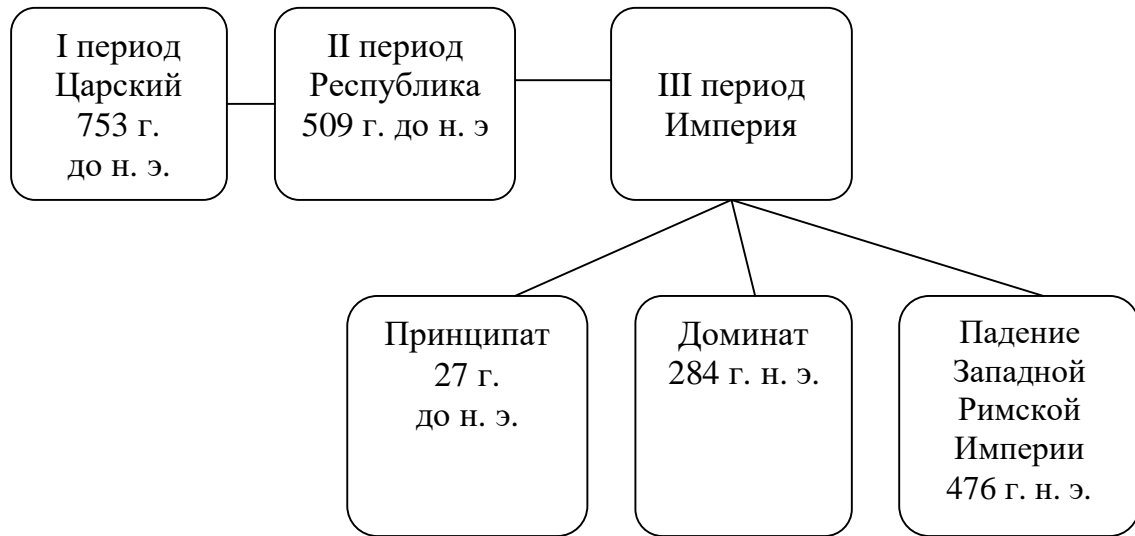 I период
Царский
753 г.
до н. э.
II период
Республика
509 г. до н. э
III период
Империя
Принципат
27 г.
до н. э.
Доминат
284 г. н. э.
Падение
Западной
Римской
Империи
476 г. н. э.